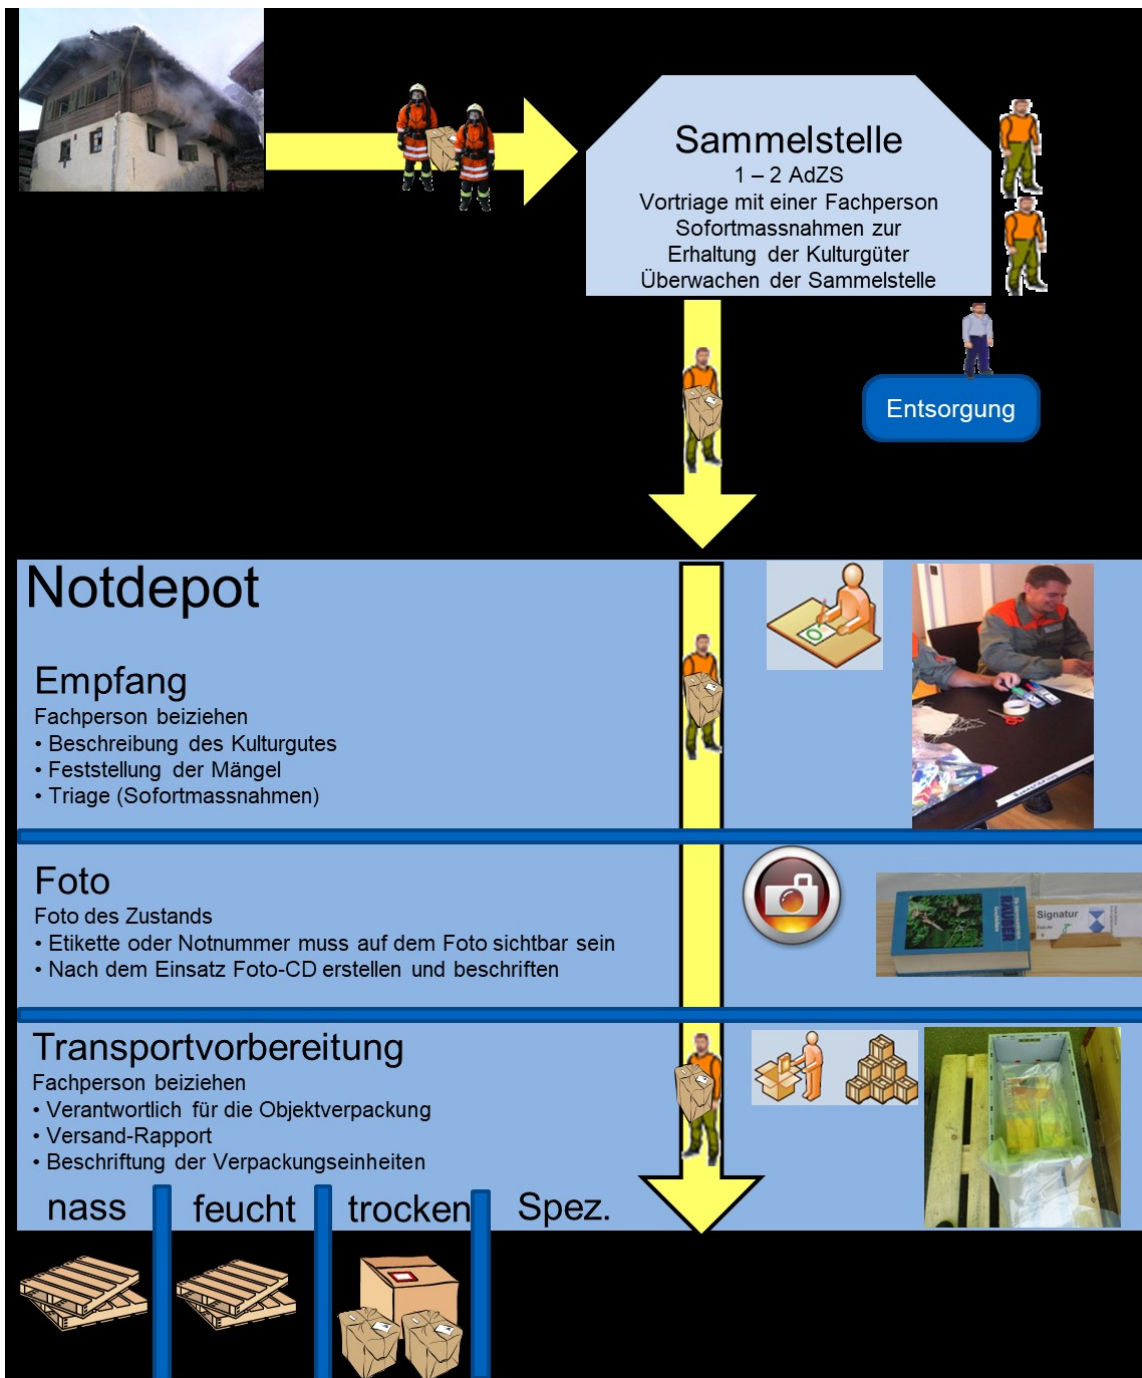 Sammelstelle
1 – 2 AdZS
Vortriage mit einer Fachperson
Sofortmassnahmen zur
Erhaltung der Kulturgüter
Überwachen der Sammelstelle
Entsorgung
Notdepot
Empfang
Fachperson beiziehen
• Beschreibung des Kulturgutes
• Feststellung der Mängel
• Triage (Sofortmassnahmen)
Foto
Foto des Zustands
• Etikette oder Notnummer muss auf dem Foto sichtbar sein
• Nach dem Einsatz Foto-CD erstellen und beschriften
RÄUBER
Signatur
Transportvorbereitung
Fachperson beiziehen
• Verantwortlich für die Objektverpackung
• Versand-Rapport
• Beschriftung der Verpackungseinheiten
nass feucht trocken Spez.